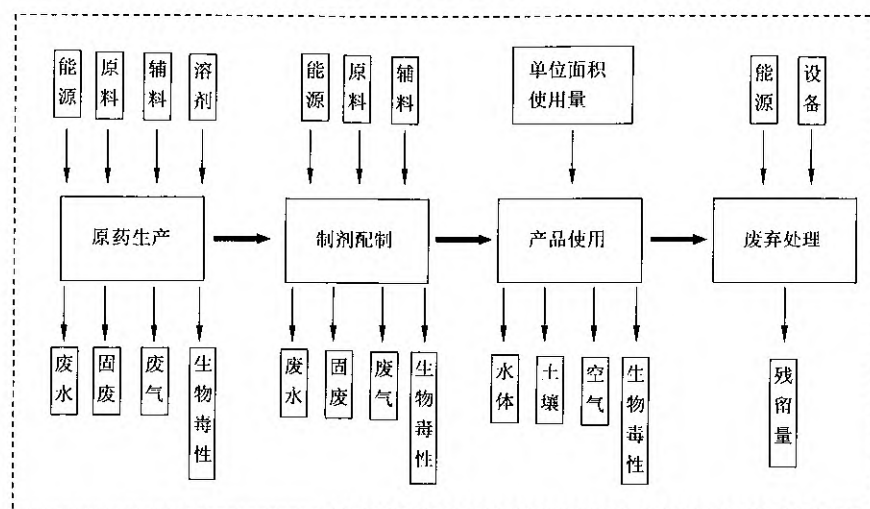 能源
原料
辅料
溶剂
能源
原料
辅料
单位面积
使用量
能源
设备
原药生产
制剂配制
产品使用
废弃处理
废水
固废
废气
生物毒性
废水
固废
废气
生物毒性
水体
土壤
空气
生物毒性
残留量